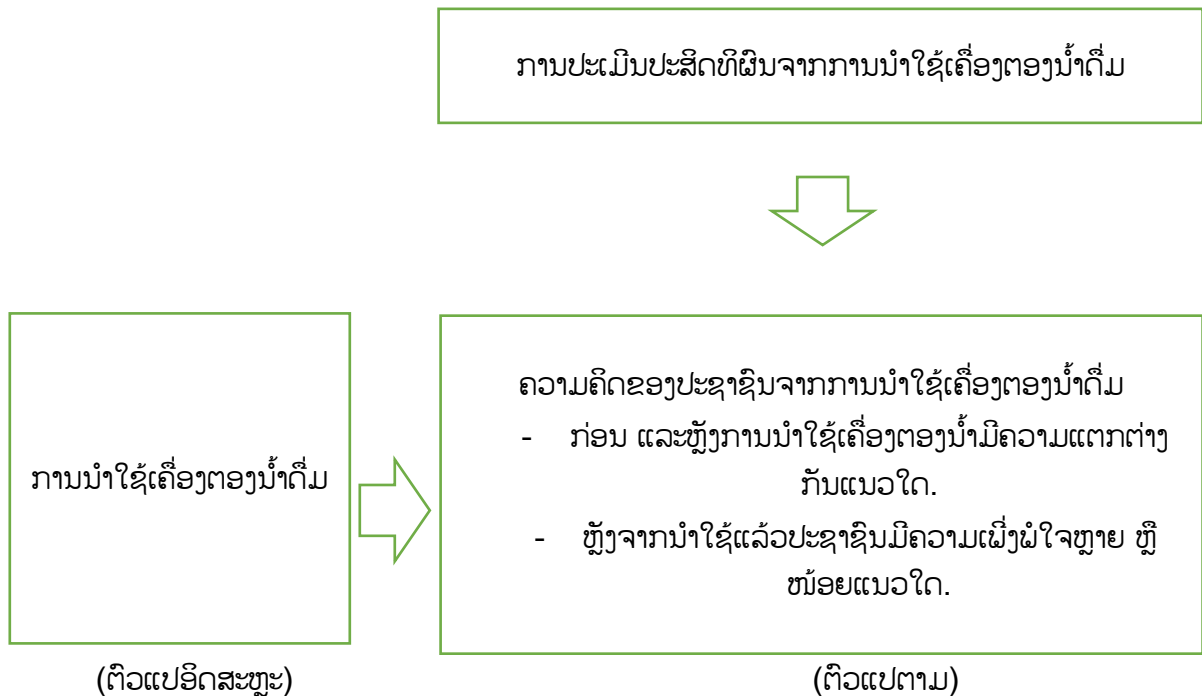 ການປະເມີນປະສິດທິຜົນຈາກການນຳໃຊ້ເຄື່ອງຕອງນ້ຳດື່ມ
ການນຳໃຊ້ເຄື່ອງຕອງນ້ຳດື່ມ
ຄວາມຄິດຂອງປະຊາຊົນຈາກການນຳໃຊ້ເຄື່ອງຕອງນ້ຳດື່ມ
- ກ່ອນ ແລະຫຼັງການນຳໃຊ້ເຄື່ອງຕອງນ້ຳມີຄວາມແຕກຕ່າງ
ກັນແນວໃດ.
- ຫຼັງຈາກນຳໃຊ້ແລ້ວປະຊາຊົນມີຄວາມເພີ່ງພໍໃຈຫຼາຍ ຫຼື
ໜ້ອຍແນວໃດ.
(ຕົວແປອິດສະຫຼະ)
(ຕົວແປຕາມ)